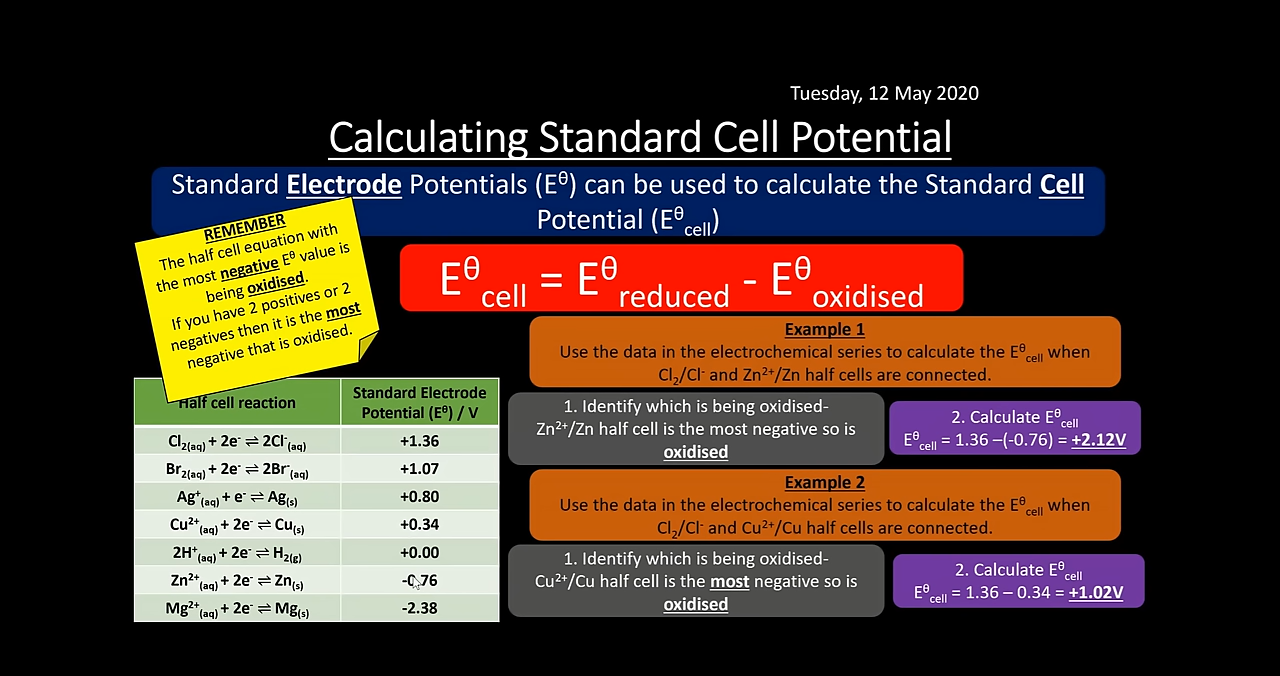 Tuesday, 12 May 2020
Calculating Standard Cell Potential
Standard Electrode Potentials (Eᶿ) can be used to calculate the Standard Cell
Potential (Eᶿcell)
REMEMBER
The half cell equation with
the most negative Eᶿ value is
being oxidised.
If you have 2 positives or 2
negatives then it is the most
negative that is oxidised.
Eᶿcell = Eᶿreduced - Eᶿoxidised
Example 1
Use the data in the electrochemical series to calculate the Eᶿcell when
Cl₂/Cl⁻ and Zn²⁺/Zn half cells are connected.
1. Identify which is being oxidised-
Zn²⁺/Zn half cell is the most negative so is
oxidised
2. Calculate Eᶿcell
Eᶿcell = 1.36 –(-0.76) = +2.12V
Example 2
Use the data in the electrochemical series to calculate the Eᶿcell when
Cl₂/Cl⁻ and Cu²⁺/Cu half cells are connected.
1. Identify which is being oxidised-
Cu²⁺/Cu half cell is the most negative so is
oxidised
2. Calculate Eᶿcell
Eᶿcell = 1.36 – 0.34 = +1.02V
Half cell reaction
Standard Electrode
Potential (Eᶿ) / V
Cl₂(aq) + 2e⁻ ⇌ 2Cl⁻(aq) +1.36
Br₂(aq) + 2e⁻ ⇌ 2Br⁻(aq) +1.07
Ag⁺(aq) + e⁻ ⇌ Ag(s) +0.80
Cu²⁺(aq) + 2e⁻ ⇌ Cu(s) +0.34
2H⁺(aq) + 2e⁻ ⇌ H₂(g) +0.00
Zn²⁺(aq) + 2e⁻ ⇌ Zn(s) -0.76
Mg²⁺(aq) + 2e⁻ ⇌ Mg(s) -2.38